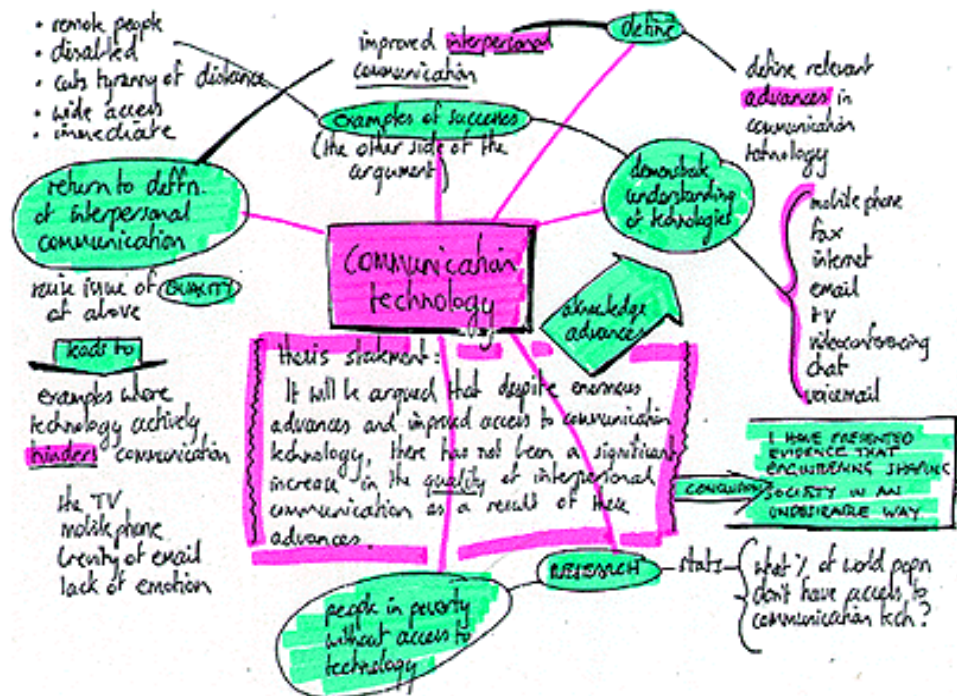 • remote people
• disabled
• cuts tyranny of distance
• wide access
• immediate
improved interpersonal
communication
define
define relevant
advances in
communication
technology
examples of success
(the other side of the
argument)
return to deffn.
of interpersonal
communication
demonstrate
understanding
of technologies
mobile phone
fax
internet
email
TV
videoconferencing
chat
voicemail
communication
technology
aknowledge
advances
raise issue of QUALITY
at above
leads to
examples where
technology actively
hinders communication
the TV
mobile phone
brevity of email
lack of emotion
thesis statement:
It will be argued that despite enormous
advances and improved access to communication
technology, there has not been a significant
increase in the quality of interpersonal
communication as a result of these
advances.
CONCLUSION
I HAVE PRESENTED
EVIDENCE THAT
ENGINEERING SHAPING
SOCIETY IN AN
UNDESIRABLE WAY
people in poverty
without access to
technology
RESEARCH
stats
what % of world popn
don't have access to
communication tech?